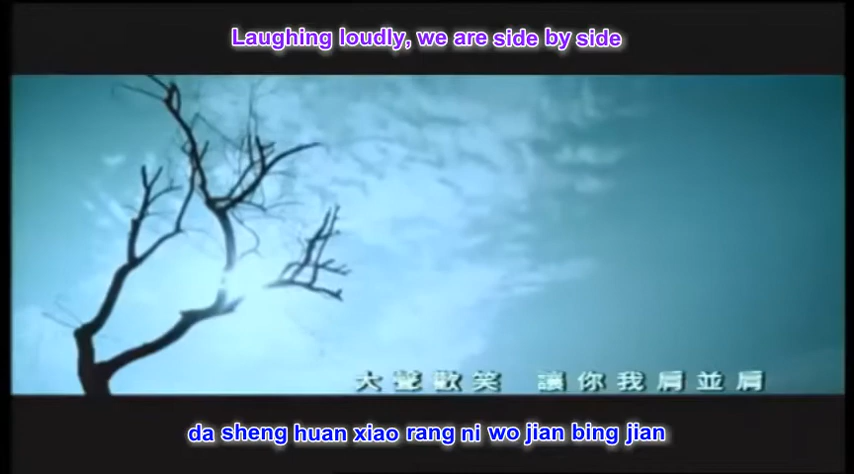 Laughing loudly, we are side by side
大聲歡笑 讓你我肩並肩
da sheng huan xiao rang ni wo jian bing jian